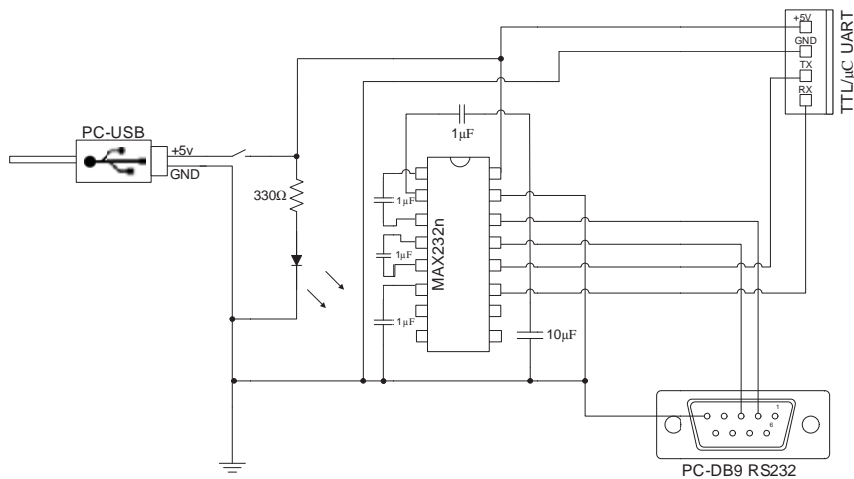 +5V
GND
TX
RX
TTL/μC UART
PC-USB
+5v
GND
1μF
330Ω
1μF
1μF
1μF
MAX232n
10μF
1
6
PC-DB9 RS232